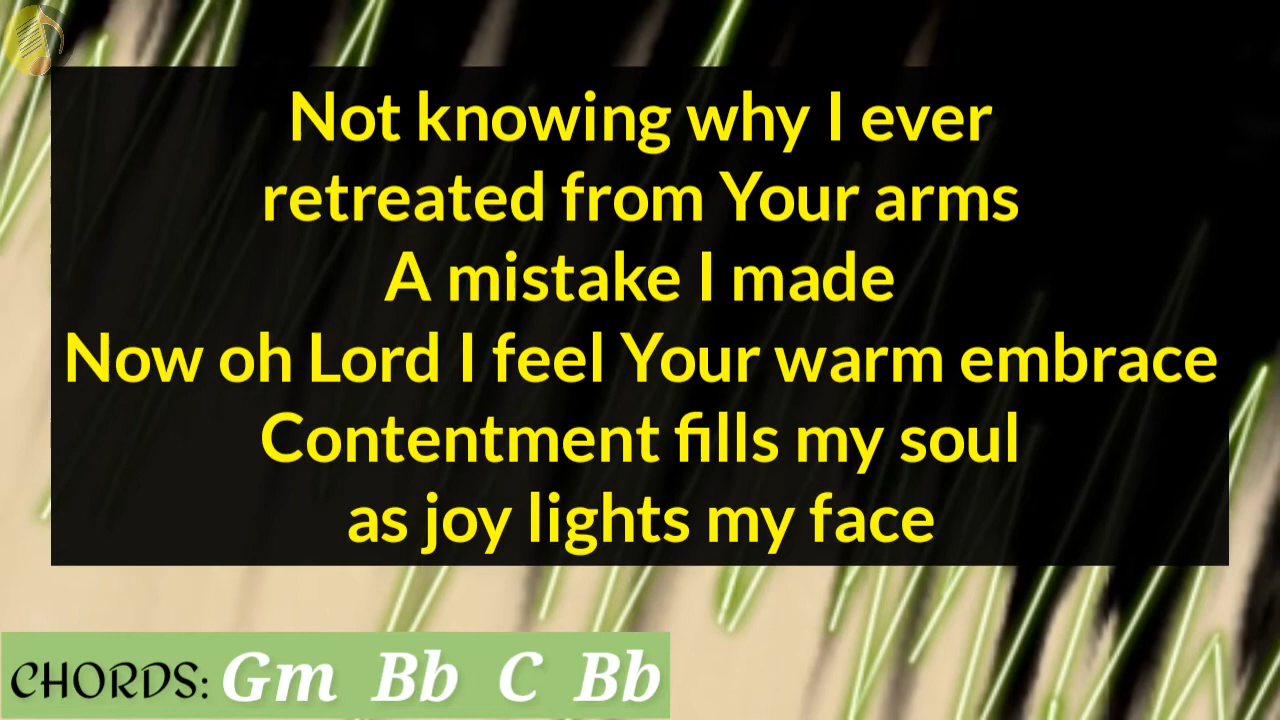 Not knowing why I ever
retreated from Your arms
A mistake I made
Now oh Lord I feel Your warm embrace
Contentment fills my soul
as joy lights my face
CHORDS: Gm Bb C Bb